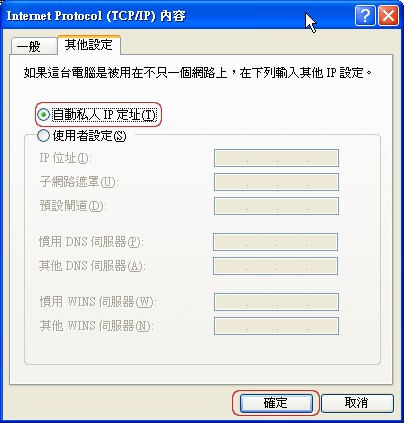 Internet Protocol (TCP/IP) 內容
一般 其他設定
如果這台電腦是被用在不只一個網路上，在下列輸入其他 IP 設定。
自動私人 IP 定址(T)
使用者設定(S)
IP 位址(I):
子網路遮罩(U):
預設閘道(D):
慣用 DNS 伺服器(P):
其他 DNS 伺服器(A):
慣用 WINS 伺服器(W):
其他 WINS 伺服器(N):
確定 取消